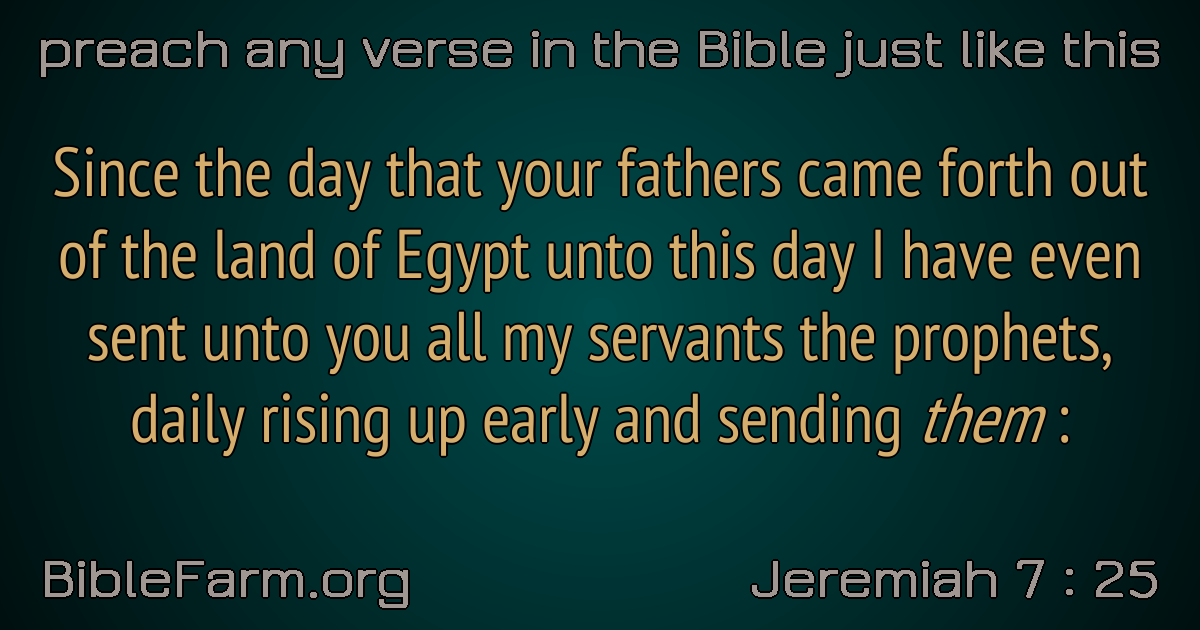 preach any verse in the Bible just like this
Since the day that your fathers came forth out
of the land of Egypt unto this day I have even
sent unto you all my servants the prophets,
daily rising up early and sending them :
BibleFarm.org
Jeremiah 7 : 25